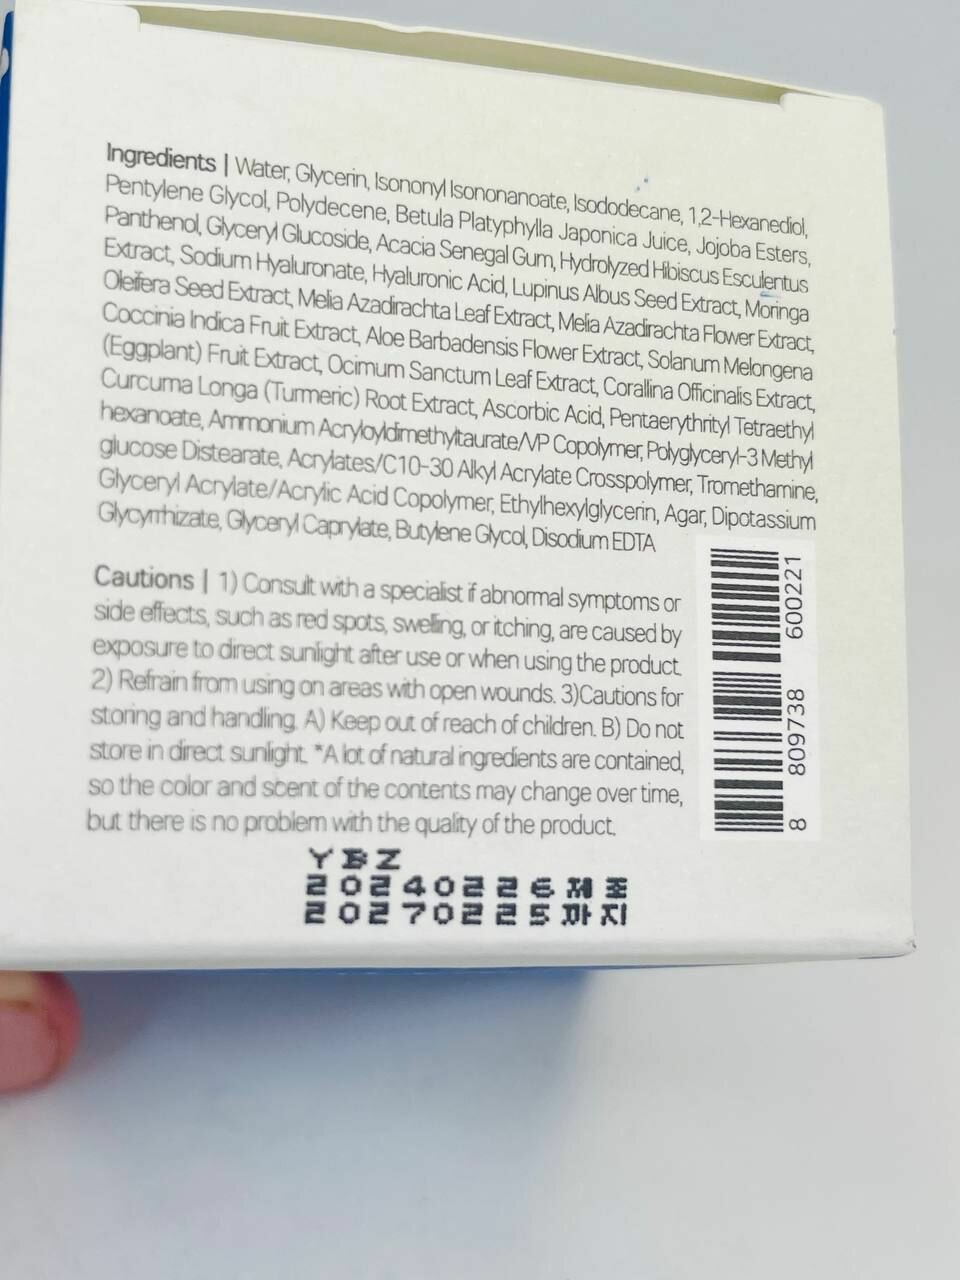 Ingredients | Water, Glycerin, Isononyl Isononanoate, Isododecane, 1,2-Hexanediol,
Pentylene Glycol, Polydecene, Betula Platyphylla Japonica Juice, Jojoba Esters,
Panthenol, Glyceryl Glucoside, Acacia Senegal Gum, Hydrolyzed Hibiscus Esculentus
Extract, Sodium Hyaluronate, Hyaluronic Acid, Lupinus Albus Seed Extract, Moringa
Oleifera Seed Extract, Melia Azadirachta Leaf Extract, Melia Azadirachta Flower Extract,
Coccinia Indica Fruit Extract, Aloe Barbadensis Flower Extract, Solanum Melongena
(Eggplant) Fruit Extract, Ocimum Sanctum Leaf Extract, Corallina Officinalis Extract,
Curcuma Longa (Turmeric) Root Extract, Ascorbic Acid, Pentaerythrityl Tetraethyl
hexanoate, Ammonium Acryloyldimethyltaurate/VP Copolymer, Polyglyceryl-3 Methyl
glucose Distearate, Acrylates/C10-30 Alkyl Acrylate Crosspolymer, Tromethamine,
Glyceryl Acrylate/Acrylic Acid Copolymer, Ethylhexylglycerin, Agar, Dipotassium
Glycyrrhizate, Glyceryl Caprylate, Butylene Glycol, Disodium EDTA
Cautions | 1) Consult with a specialist if abnormal symptoms or
side effects, such as red spots, swelling, or itching, are caused by
exposure to direct sunlight after use or when using the product.
2) Refrain from using on areas with open wounds. 3)Cautions for
storing and handling. A) Keep out of reach of children. B) Do not
store in direct sunlight. *A lot of natural ingredients are contained,
so the color and scent of the contents may change over time,
but there is no problem with the quality of the product.
8 809738 600221
YBZ
20240226제조
20270225까지